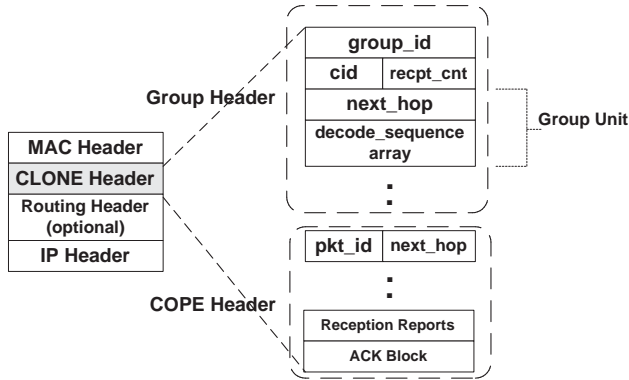 MAC Header
CLONE Header
Routing Header
(optional)
IP Header
Group Header
group_id
cid recpt_cnt
next_hop
decode_sequence
array
:
Group Unit
COPE Header
pkt_id next_hop
:
Reception Reports
ACK Block